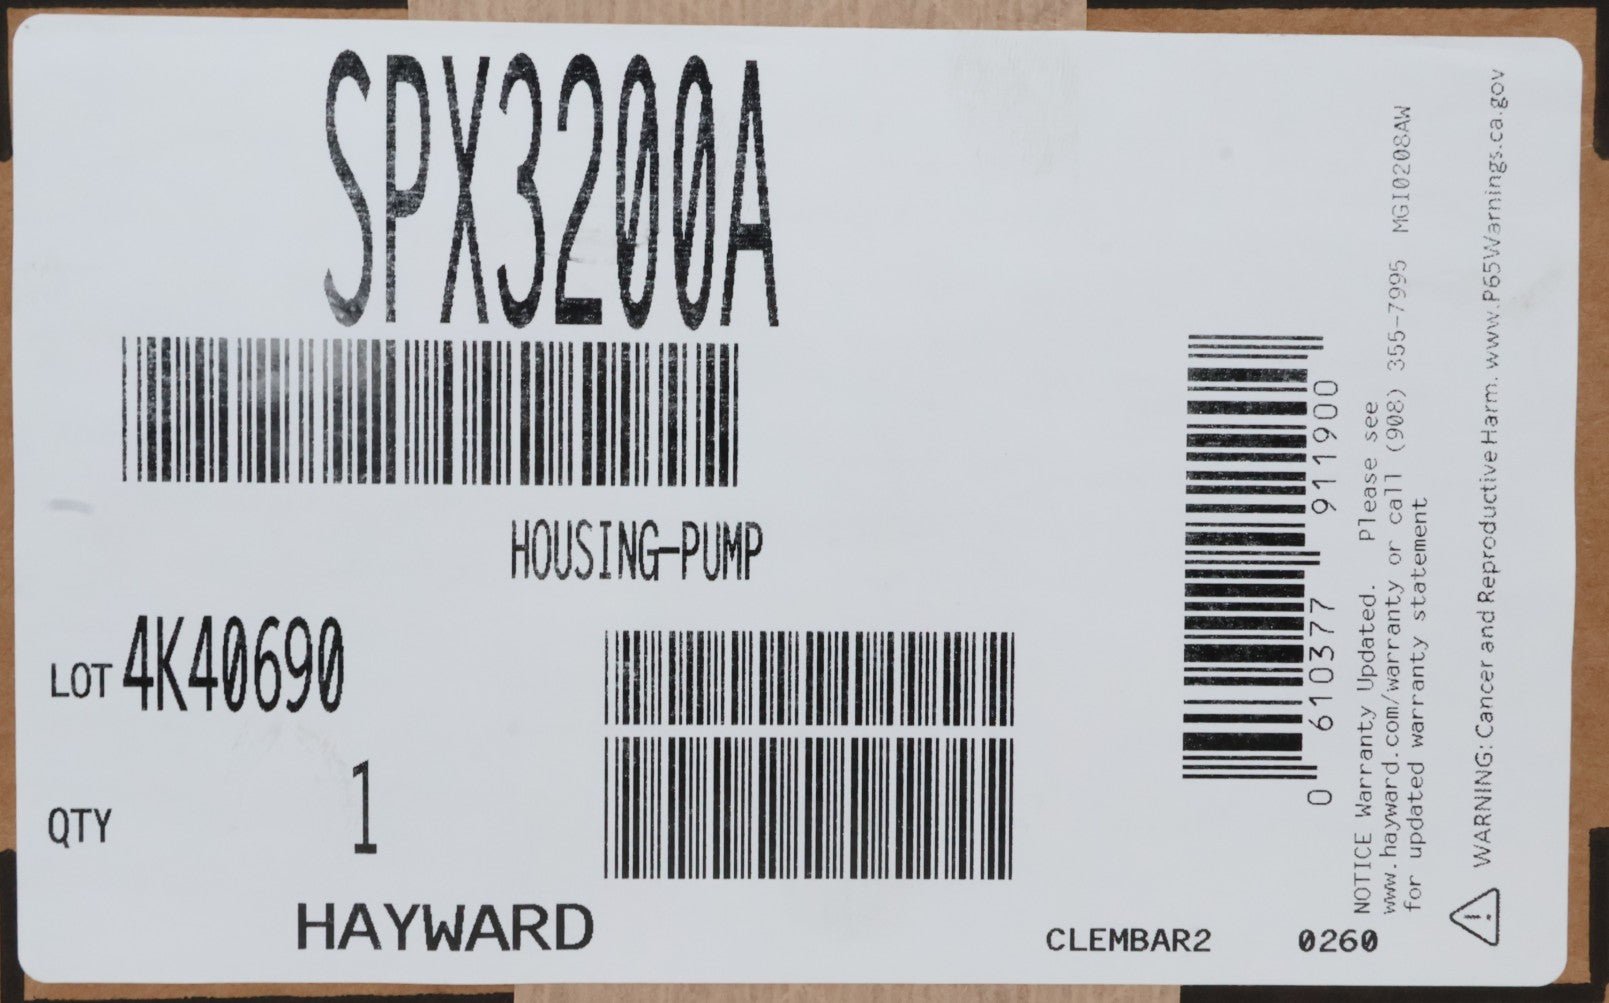 SPX3200A
HOUSING-PUMP
LOT 4K40690
QTY 1
HAYWARD
CLEMBAR2 0260
0 610377 911900
NOTICE Warranty Updated. Please see
www.hayward.com/warranty or call (908) 355-7995 MGI0208AW
for updated warranty statement
WARNING: Cancer and Reproductive Harm. www.P65Warnings.ca.gov